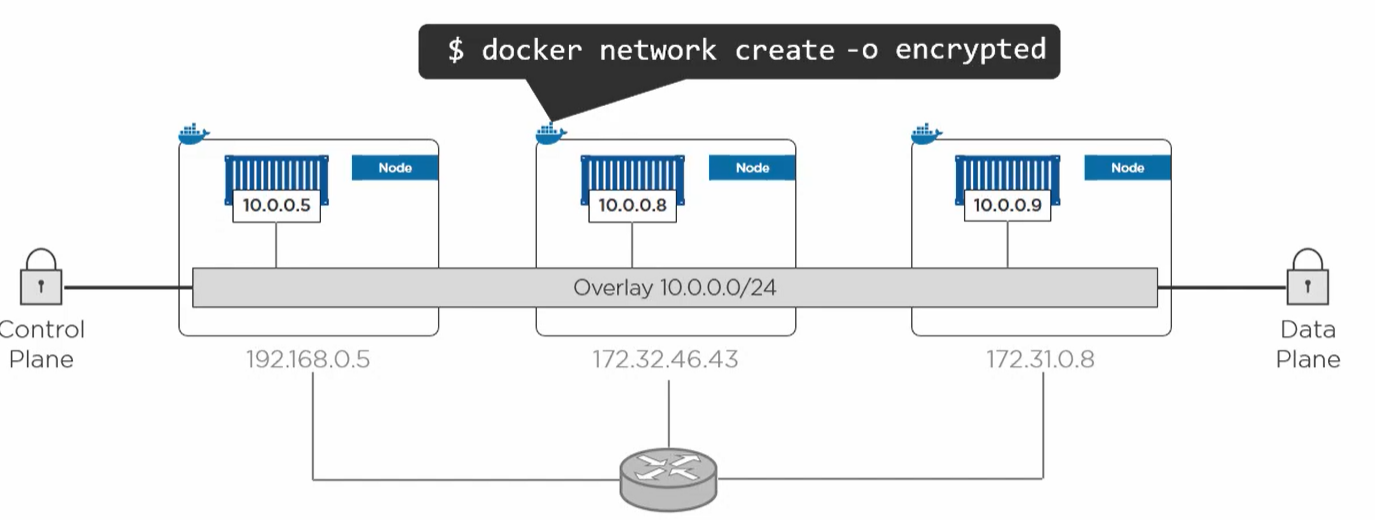 $ docker network create -o encrypted
Node
Node
Node
10.0.0.5
10.0.0.8
10.0.0.9
Overlay 10.0.0.0/24
Control
Plane
Data
Plane
192.168.0.5
172.32.46.43
172.31.0.8